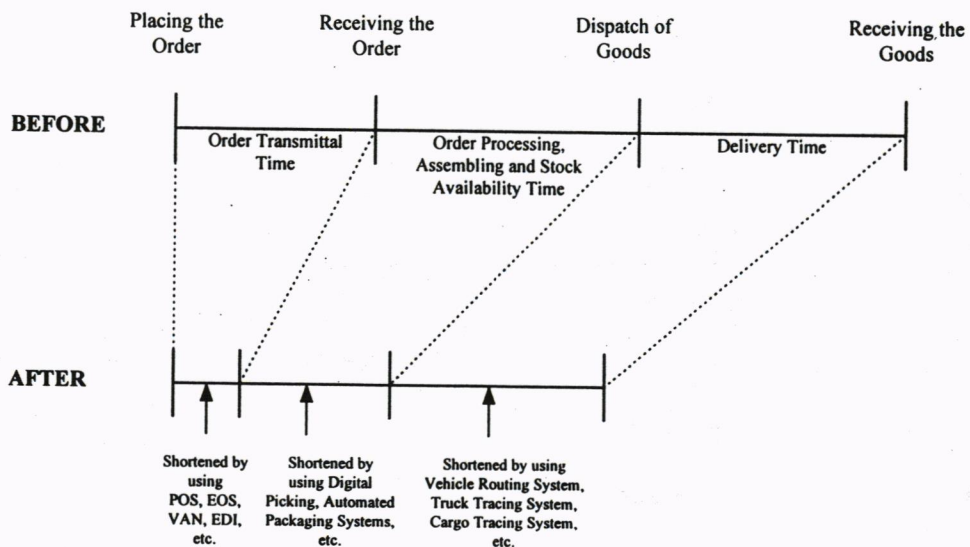 Placing the
Order
Receiving the
Order
Dispatch of
Goods
Receiving the
Goods
BEFORE
Order Transmittal
Time
Order Processing,
Assembling and Stock
Availability Time
Delivery Time
AFTER
Shortened by
using
POS, EOS,
VAN, EDI,
etc.
Shortened by
using Digital
Picking, Automated
Packaging Systems,
etc.
Shortened by using
Vehicle Routing System,
Truck Tracing System,
Cargo Tracing System,
etc.